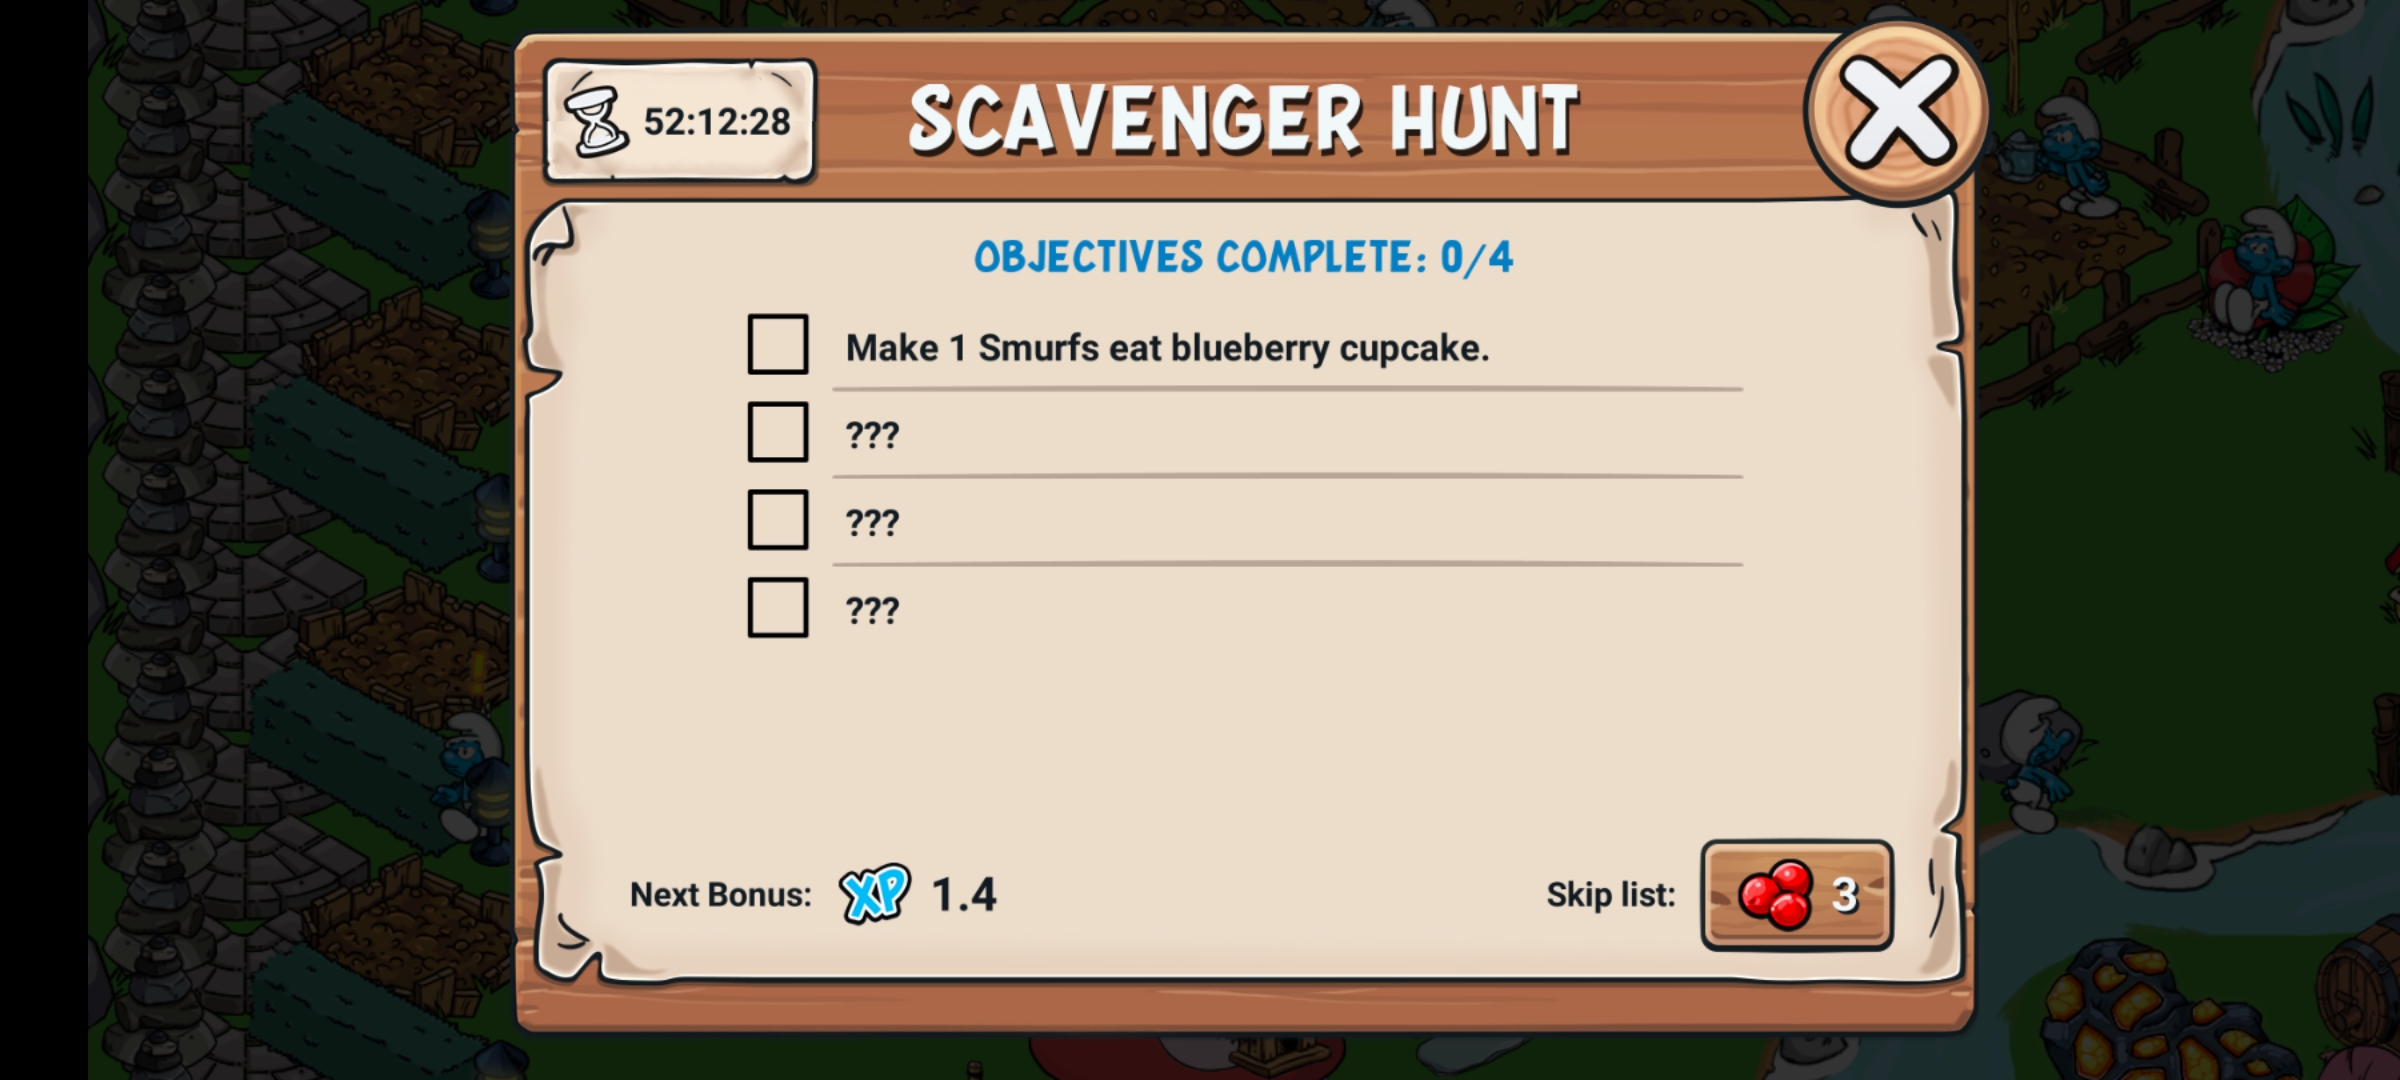 52:12:28
SCAVENGER HUNT
OBJECTIVES COMPLETE: 0/4
Make 1 Smurfs eat blueberry cupcake.
???
???
???
Next Bonus: XP 1.4
Skip list: 3